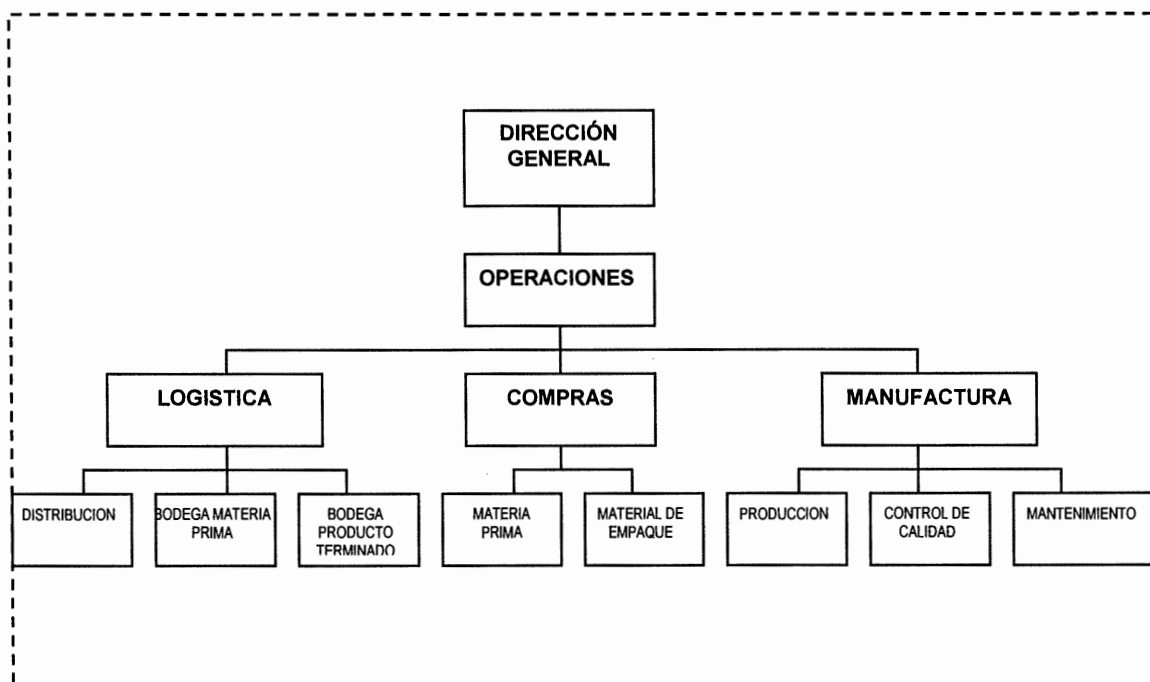 DIRECCIÓN
GENERAL
OPERACIONES
LOGISTICA
COMPRAS
MANUFACTURA
DISTRIBUCION
BODEGA MATERIA
PRIMA
BODEGA
PRODUCTO
TERMINADO
MATERIA
PRIMA
MATERIAL DE
EMPAQUE
PRODUCCION
CONTROL DE
CALIDAD
MANTENIMIENTO